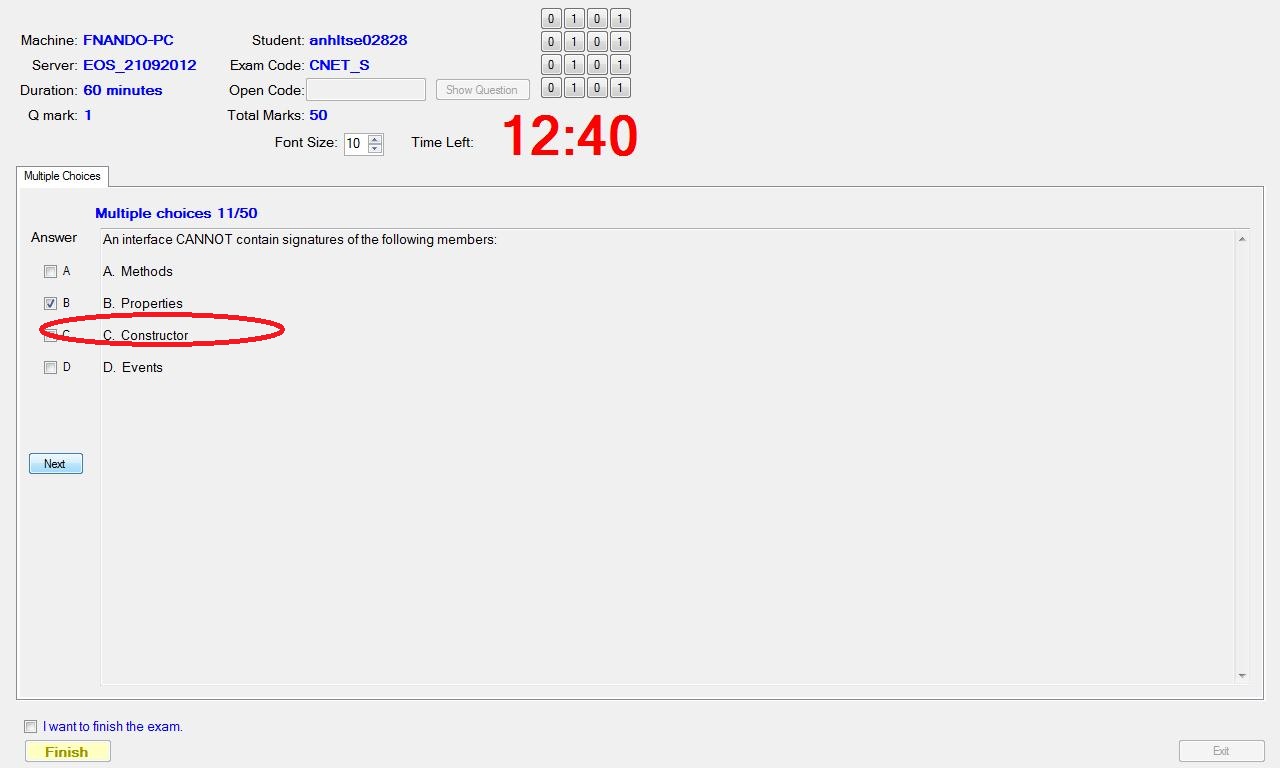 Machine: FNANDO-PC
Student: anhltse02828
Server: EOS_21092012
Exam Code: CNET_S
Duration: 60 minutes
Open Code:
Show Question
Q mark: 1
Total Marks: 50
0 1 0 1
0 1 0 1
0 1 0 1
0 1 0 1
Font Size: 10
Time Left: 12:40
Multiple Choices
Multiple choices 11/50
Answer
An interface CANNOT contain signatures of the following members:
A A. Methods
B B. Properties
C C. Constructor
D D. Events
Next
I want to finish the exam.
Finish
Exit